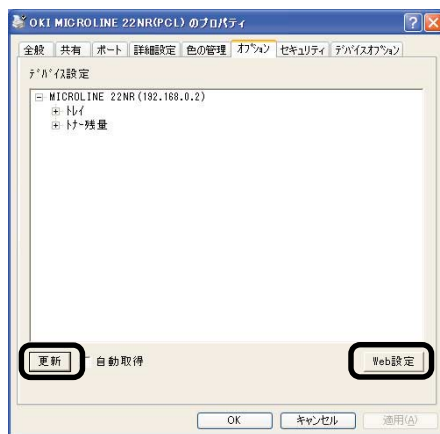 OKI MICROLINE 22NR(PCL) のプロパティ
全般 共有 ポート 詳細設定 色の管理 オプション セキュリティ デバイスオプション
デバイス設定
MICROLINE 22NR(192.168.0.2)
トレイ
トナー残量
更新 自動取得 Web設定
OK キャンセル 適用(A)